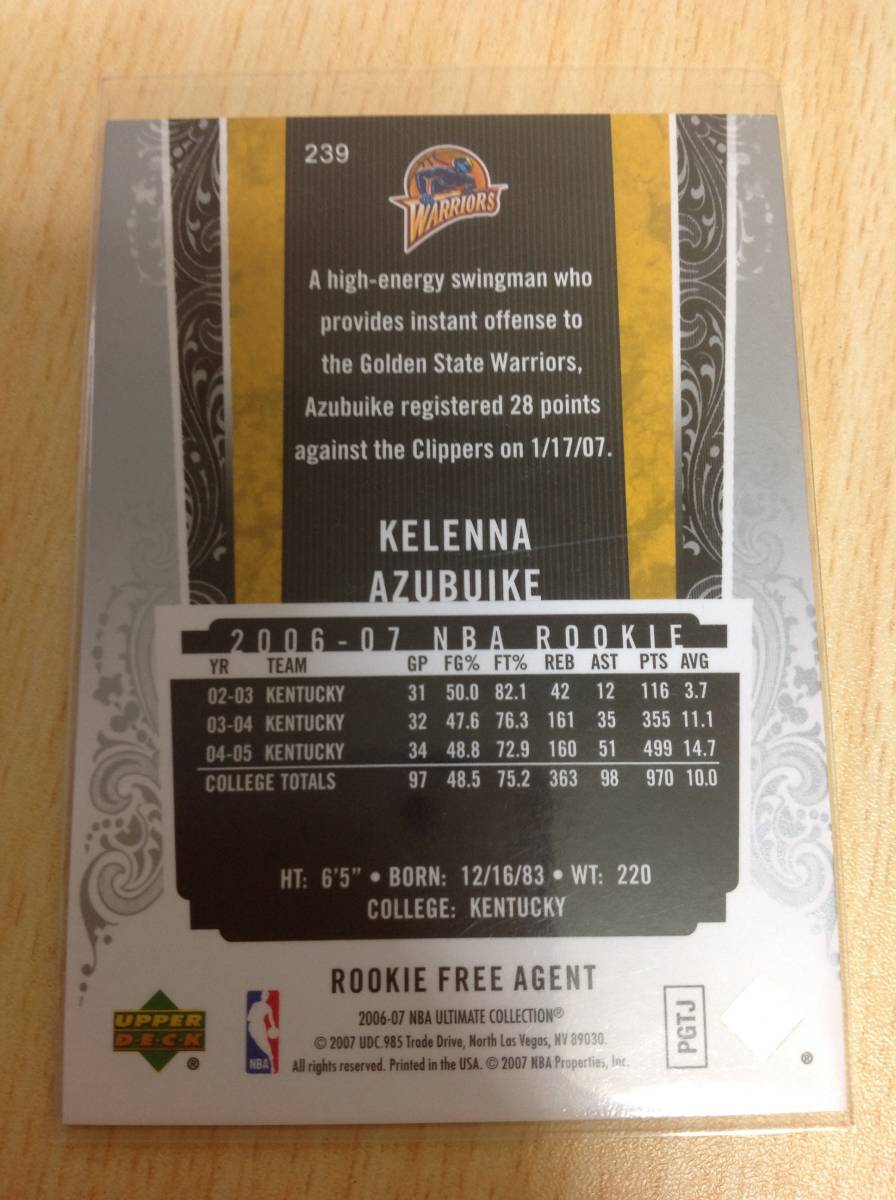 239
WARRIORS
A high-energy swingman who
provides instant offense to
the Golden State Warriors,
Azubuike registered 28 points
against the Clippers on 1/17/07.
KELENNA
AZUBUIKE
2006-07 NBA ROOKIE
YR TEAM GP FG% FT% REB AST PTS AVG
02-03 KENTUCKY 31 50.0 82.1 42 12 116 3.7
03-04 KENTUCKY 32 47.6 76.3 161 35 355 11.1
04-05 KENTUCKY 34 48.8 72.9 160 51 499 14.7
COLLEGE TOTALS 97 48.5 75.2 363 98 970 10.0
HT: 6'5" • BORN: 12/16/83 • WT: 220
COLLEGE: KENTUCKY
ROOKIE FREE AGENT
2006-07 NBA ULTIMATE COLLECTION®
© 2007 UDC. 985 Trade Drive, North Las Vegas, NV 89030.
All rights reserved. Printed in the USA. © 2007 NBA Properties, Inc.
UPPER
DECK
®
NBA
PGTJ
®